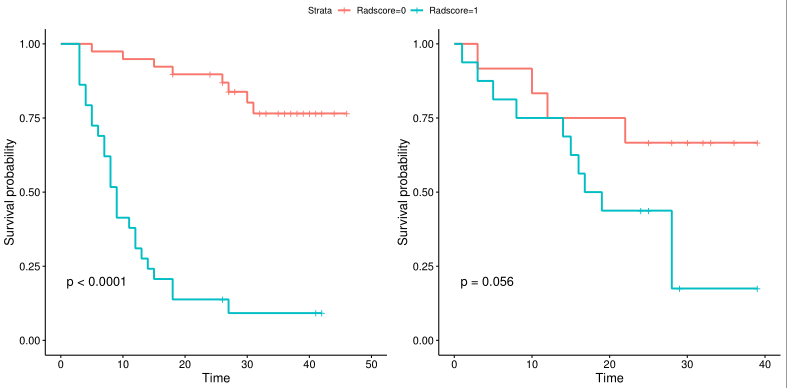 Strata Radscore=0 Radscore=1
Survival probability
1.00
0.75
0.50
0.25
0.00
p < 0.0001
0 10 20 30 40 50
Time
Survival probability
1.00
0.75
0.50
0.25
0.00
p = 0.056
0 10 20 30 40
Time